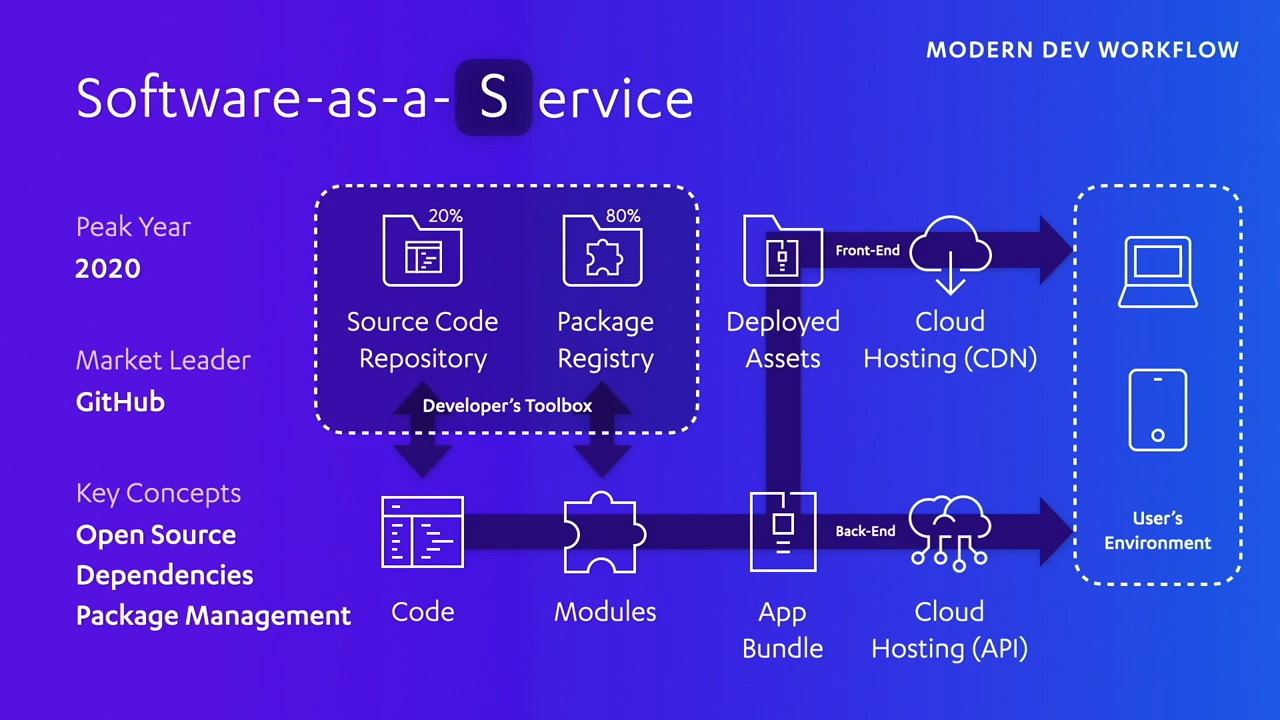 MODERN DEV WORKFLOW
Software-as-a-Service
Peak Year
2020
Market Leader
GitHub
Key Concepts
Open Source
Dependencies
Package Management
20%
Source Code
Repository
80%
Package
Registry
Developer's Toolbox
Deployed
Assets
Front-End
Cloud
Hosting (CDN)
Code
Modules
App
Bundle
Back-End
Cloud
Hosting (API)
User's
Environment